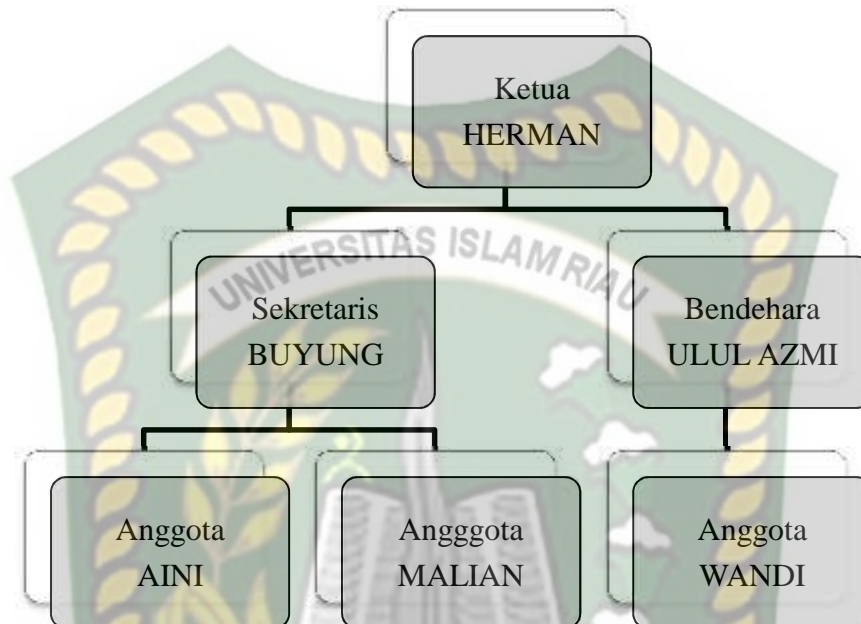 Ketua
HERMAN
UNIVERSITAS ISLAM RIAU
Sekretaris
BUYUNG
Bendehara
ULUL AZMI
Anggota
AINI
Angggota
MALIAN
Anggota
WANDI